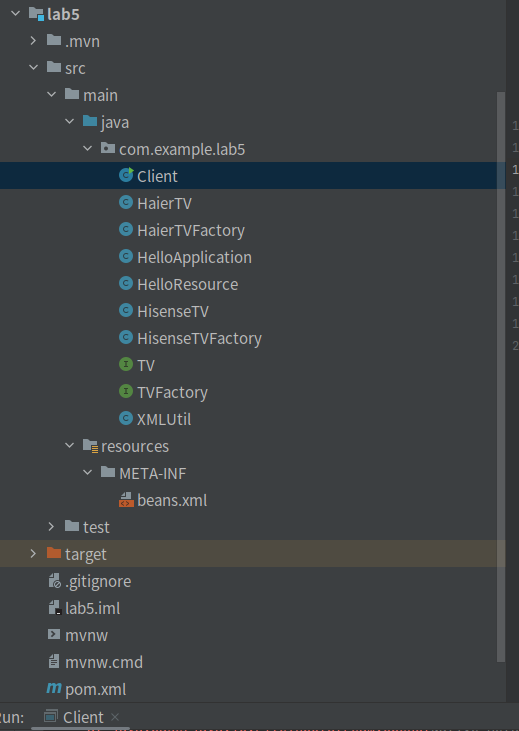 lab5
.mvn
src
main
java
com.example.lab5
Client
HaierTV
HaierTVFactory
HelloApplication
HelloResource
HisenseTV
HisenseTVFactory
TV
TVFactory
XMLUtil
resources
META-INF
beans.xml
test
target
.gitignore
lab5.iml
mvnw
mvnw.cmd
pom.xml
un: Client